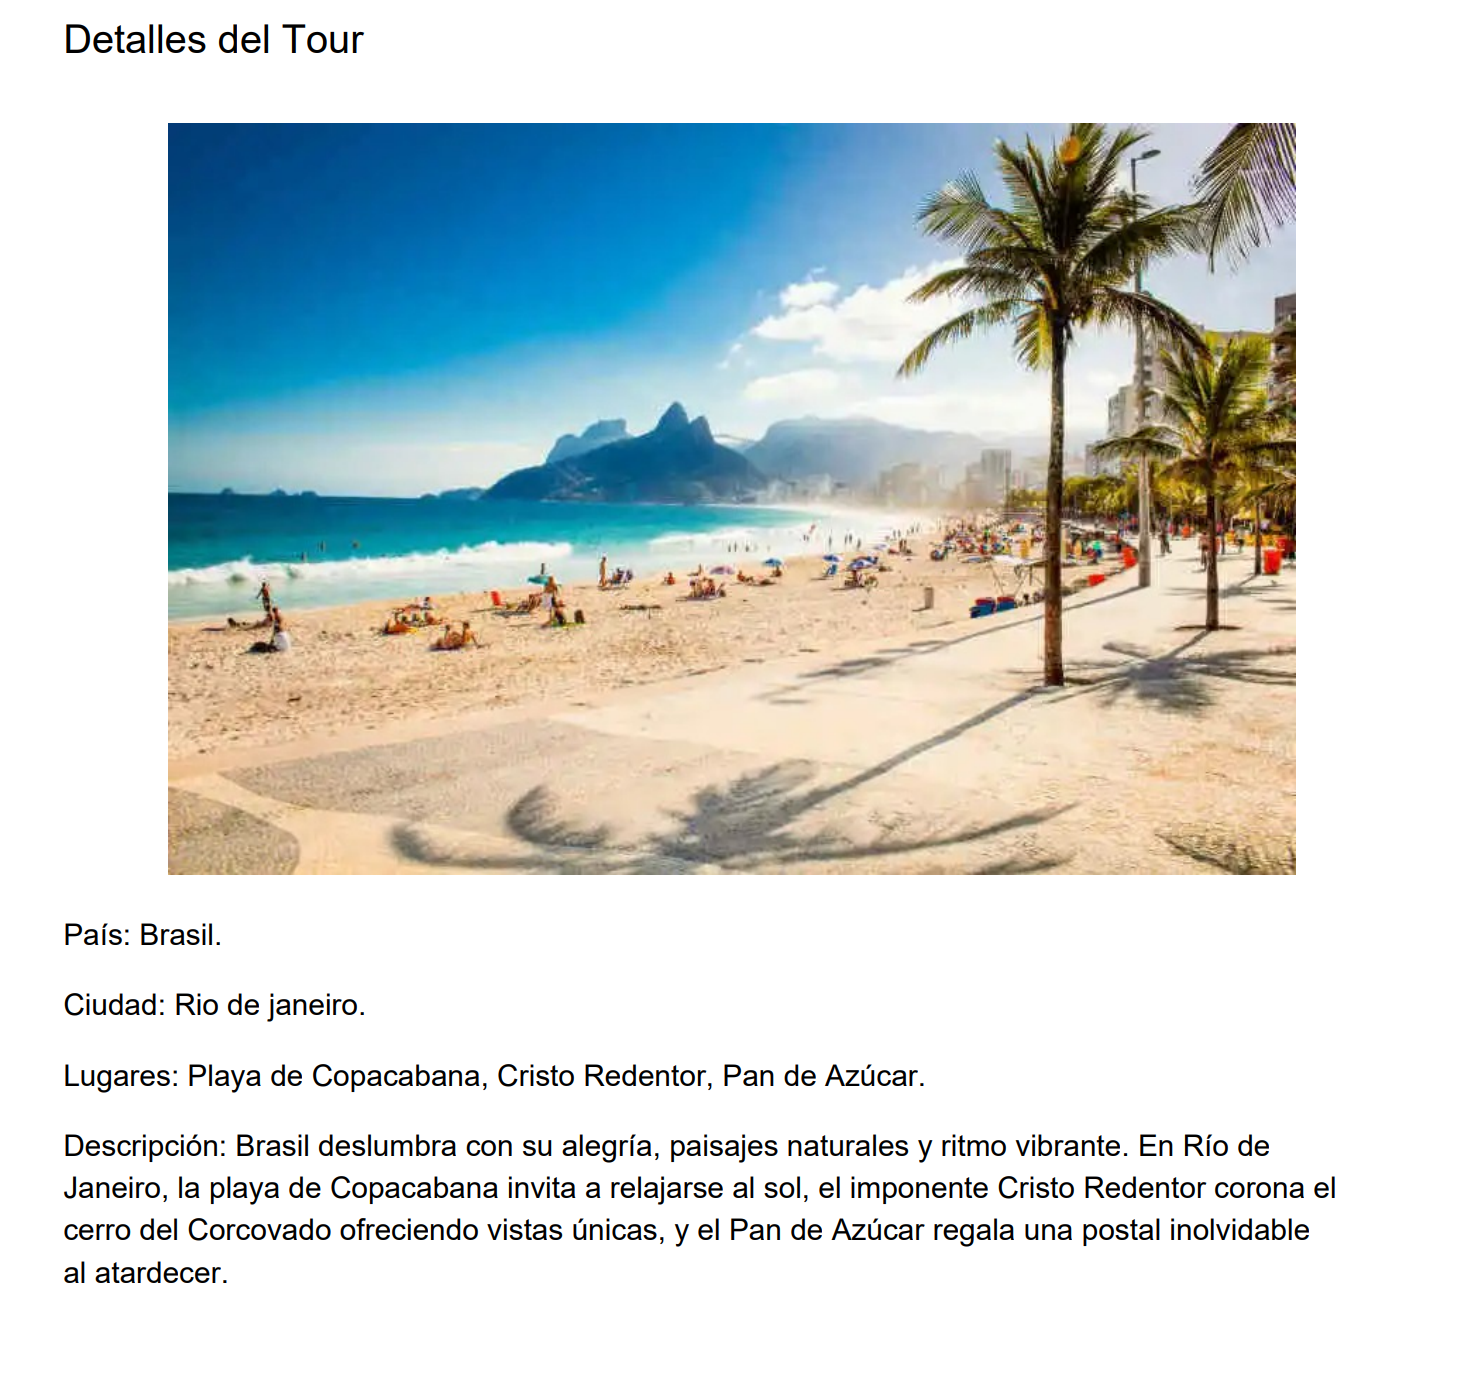 Detalles del Tour
País: Brasil.
Ciudad: Rio de janeiro.
Lugares: Playa de Copacabana, Cristo Redentor, Pan de Azúcar.
Descripción: Brasil deslumbra con su alegría, paisajes naturales y ritmo vibrante. En Río de
Janeiro, la playa de Copacabana invita a relajarse al sol, el imponente Cristo Redentor corona el
cerro del Corcovado ofreciendo vistas únicas, y el Pan de Azúcar regala una postal inolvidable
al atardecer.